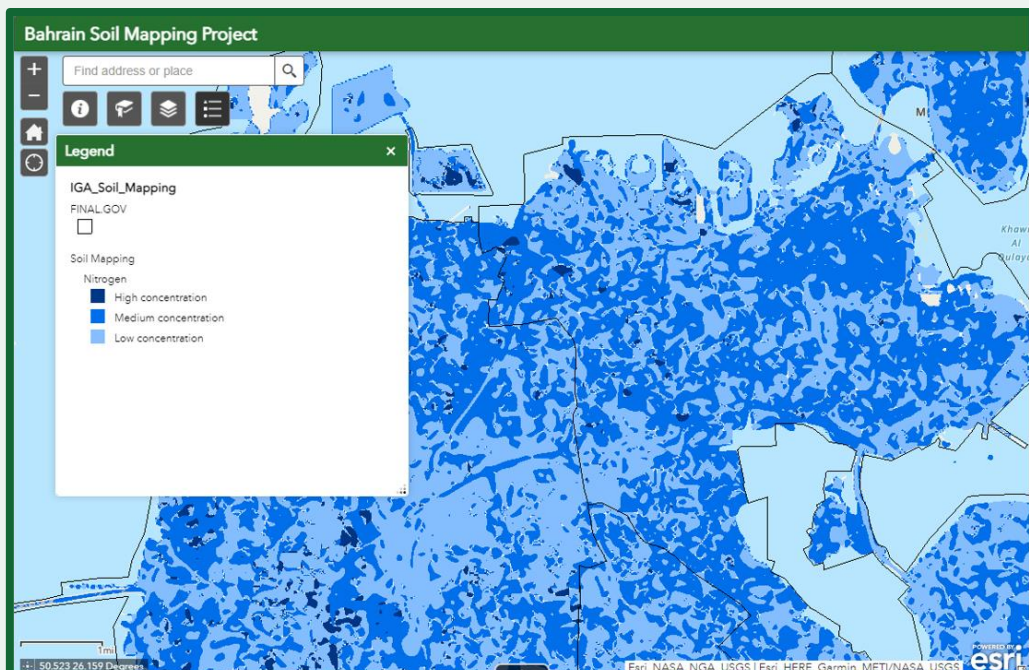 Bahrain Soil Mapping Project
Find address or place
Legend
IGA_Soil_Mapping
FINAL.GOV
Soil Mapping
Nitrogen
High concentration
Medium concentration
Low concentration
Khawr
Al
1mi
50.523 26.159 Degrees
Esri, NASA, NGA, USGS | Esri, HERE, Garmin, METI/NASA, USGS
POWERED BY
esri